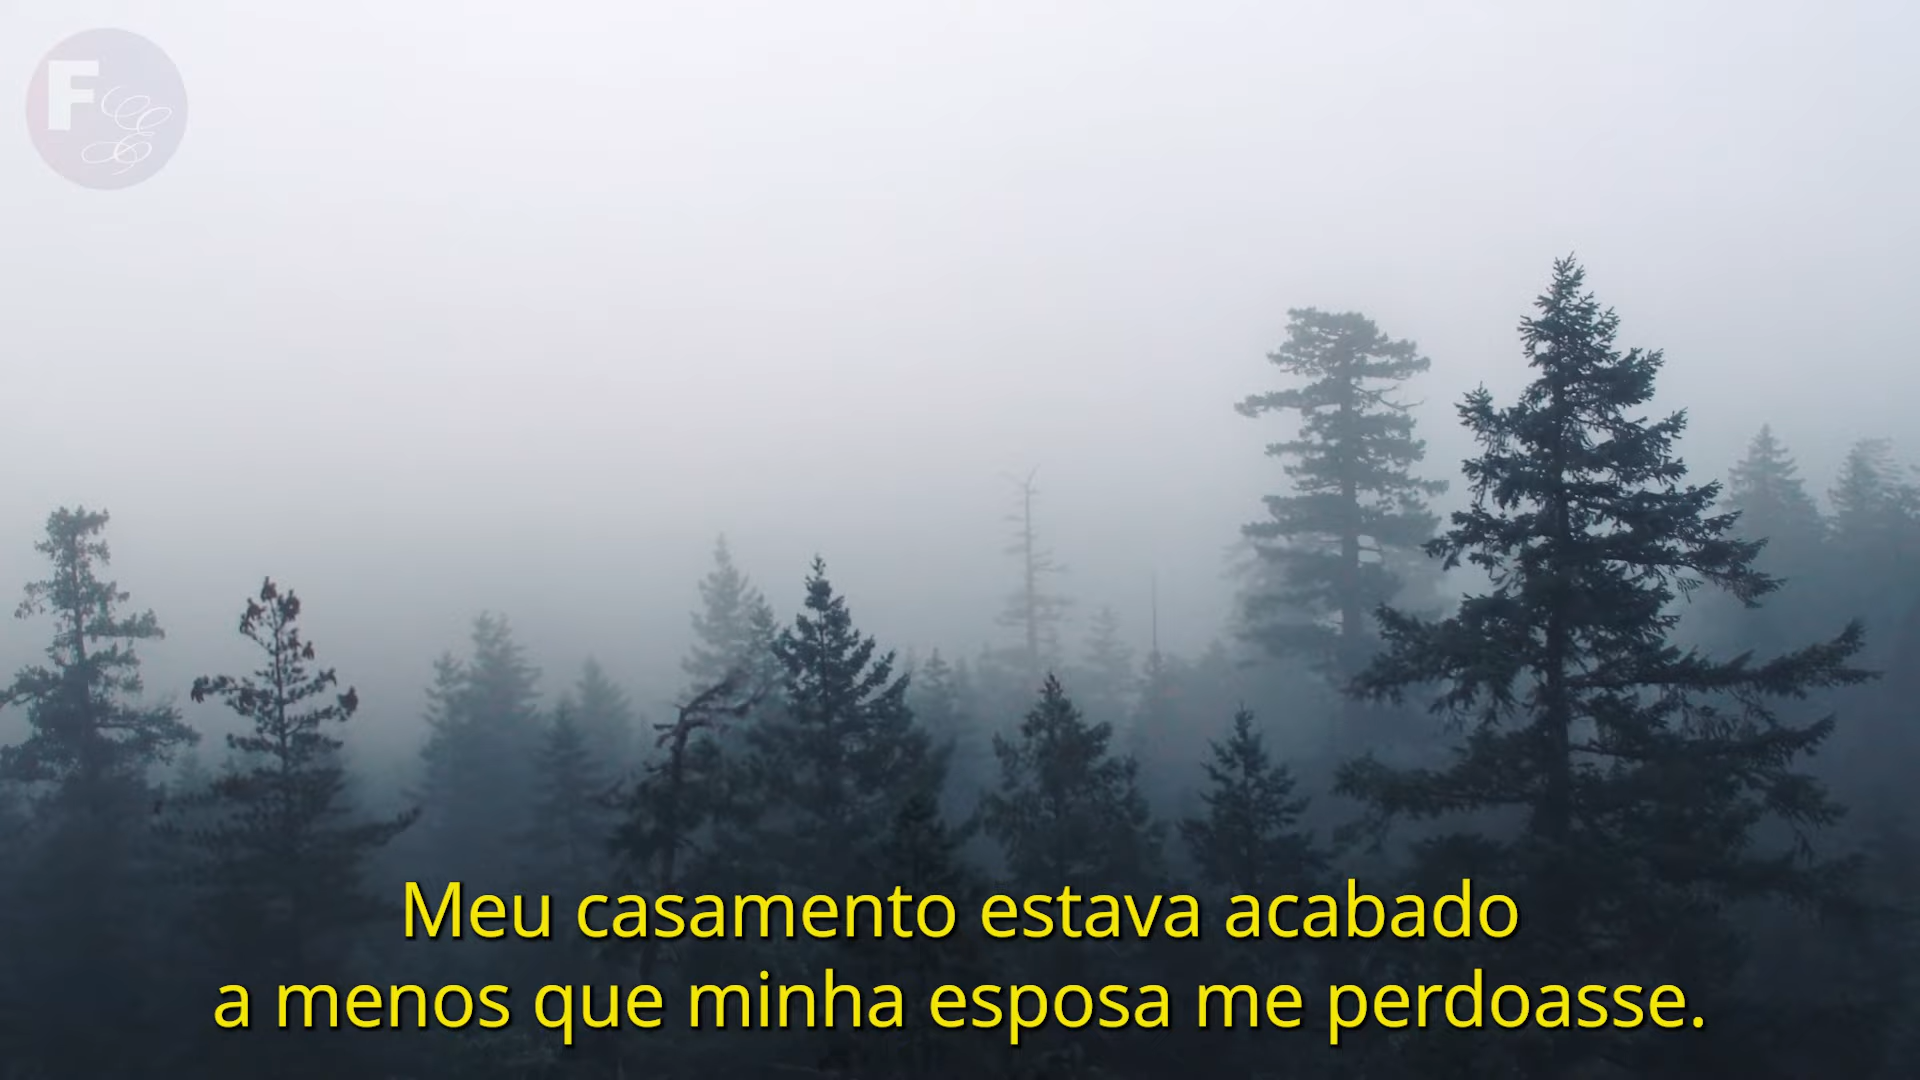 F
Meu casamento estava acabado
a menos que minha esposa me perdoasse.